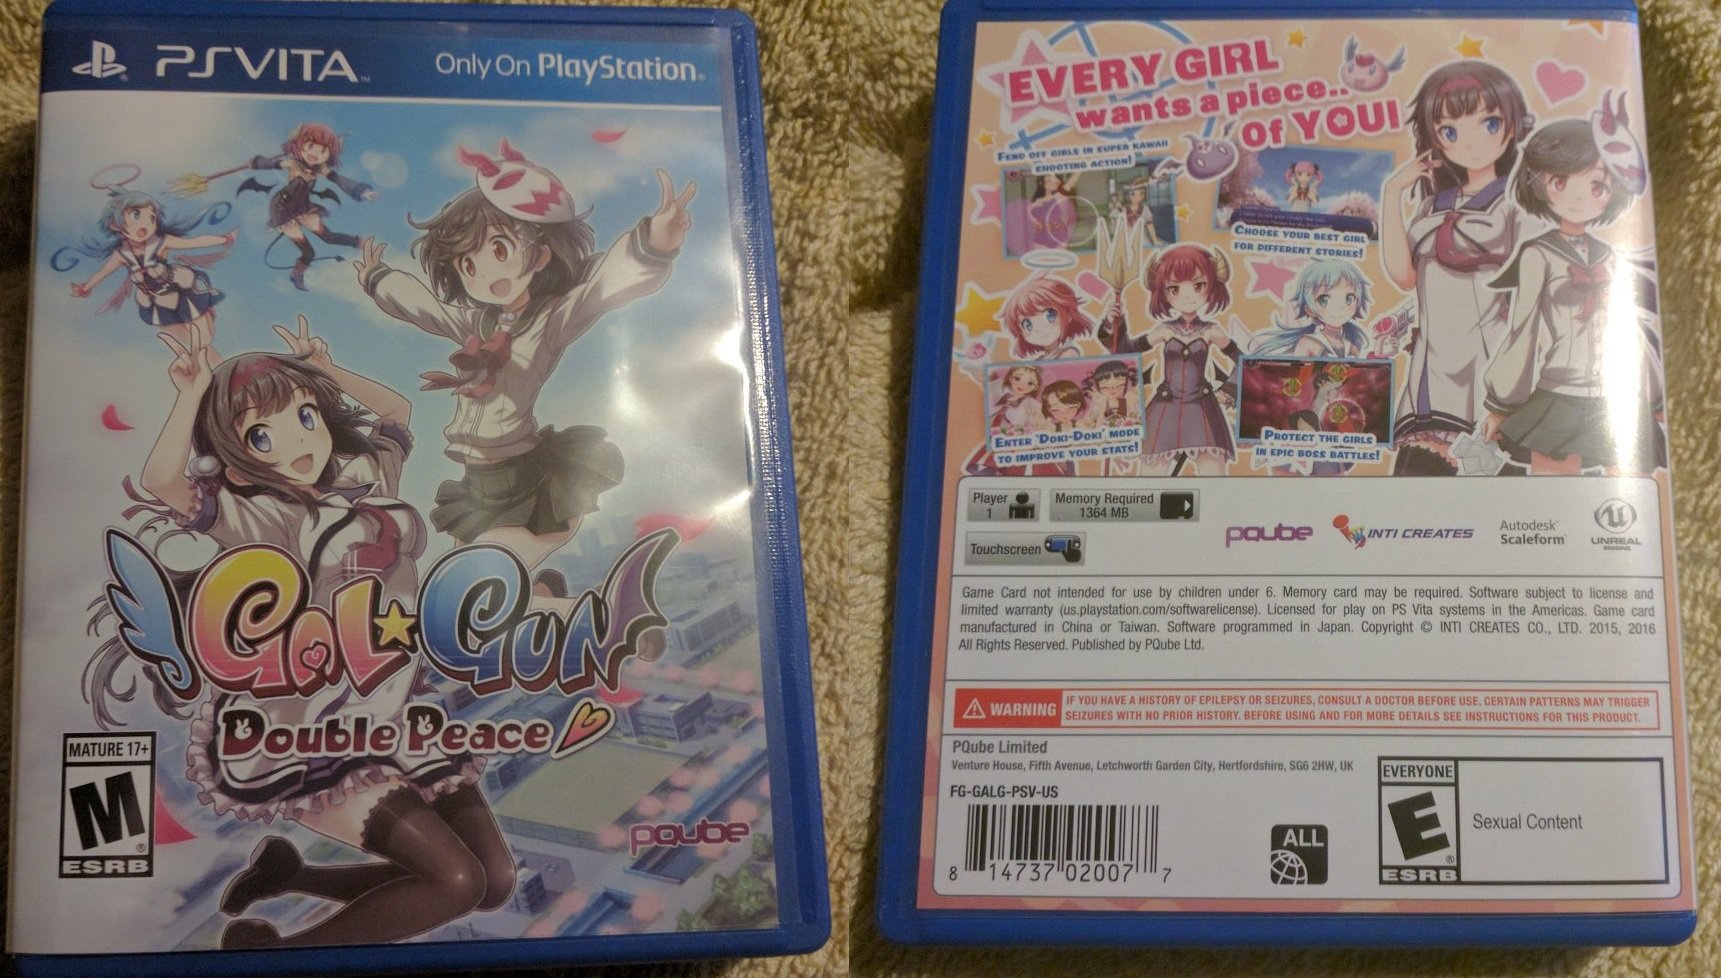 PSVITA
Only On PlayStation®
GAL★GUN
Double Peace
MATURE 17+
M
ESRB
pqube
EVERY GIRL
wants a piece..
OF YOU!
FEND OFF GIRLS IN SUPER KAWAII
SHOOTING ACTION!
CHOOSE YOUR BEST GIRL
FOR DIFFERENT STORIES!
ENTER 'DOKI-DOKI' MODE
TO IMPROVE YOUR STATS!
PROTECT THE GIRLS
IN EPIC BOSS BATTLES!
Player
1
Memory Required
1364 MB
Touchscreen
pqube
INTI CREATES
Autodesk®
Scaleform®
UNREAL
ENGINE
Game Card not intended for use by children under 6. Memory card may be required. Software subject to license and
limited warranty (us.playstation.com/softwarelicense). Licensed for play on PS Vita systems in the Americas. Game card
manufactured in China or Taiwan. Software programmed in Japan. Copyright © INTI CREATES CO., LTD. 2015, 2016
All Rights Reserved. Published by PQube Ltd.
WARNING
IF YOU HAVE A HISTORY OF EPILEPSY OR SEIZURES, CONSULT A DOCTOR BEFORE USE. CERTAIN PATTERNS MAY TRIGGER
SEIZURES WITH NO PRIOR HISTORY. BEFORE USING AND FOR MORE DETAILS SEE INSTRUCTIONS FOR THIS PRODUCT.
PQube Limited
Venture House, Fifth Avenue, Letchworth Garden City, Hertfordshire, SG6 2HW, UK
FG-GALG-PSV-US
8 14737 02007 7
ALL
EVERYONE
E
ESRB
Sexual Content